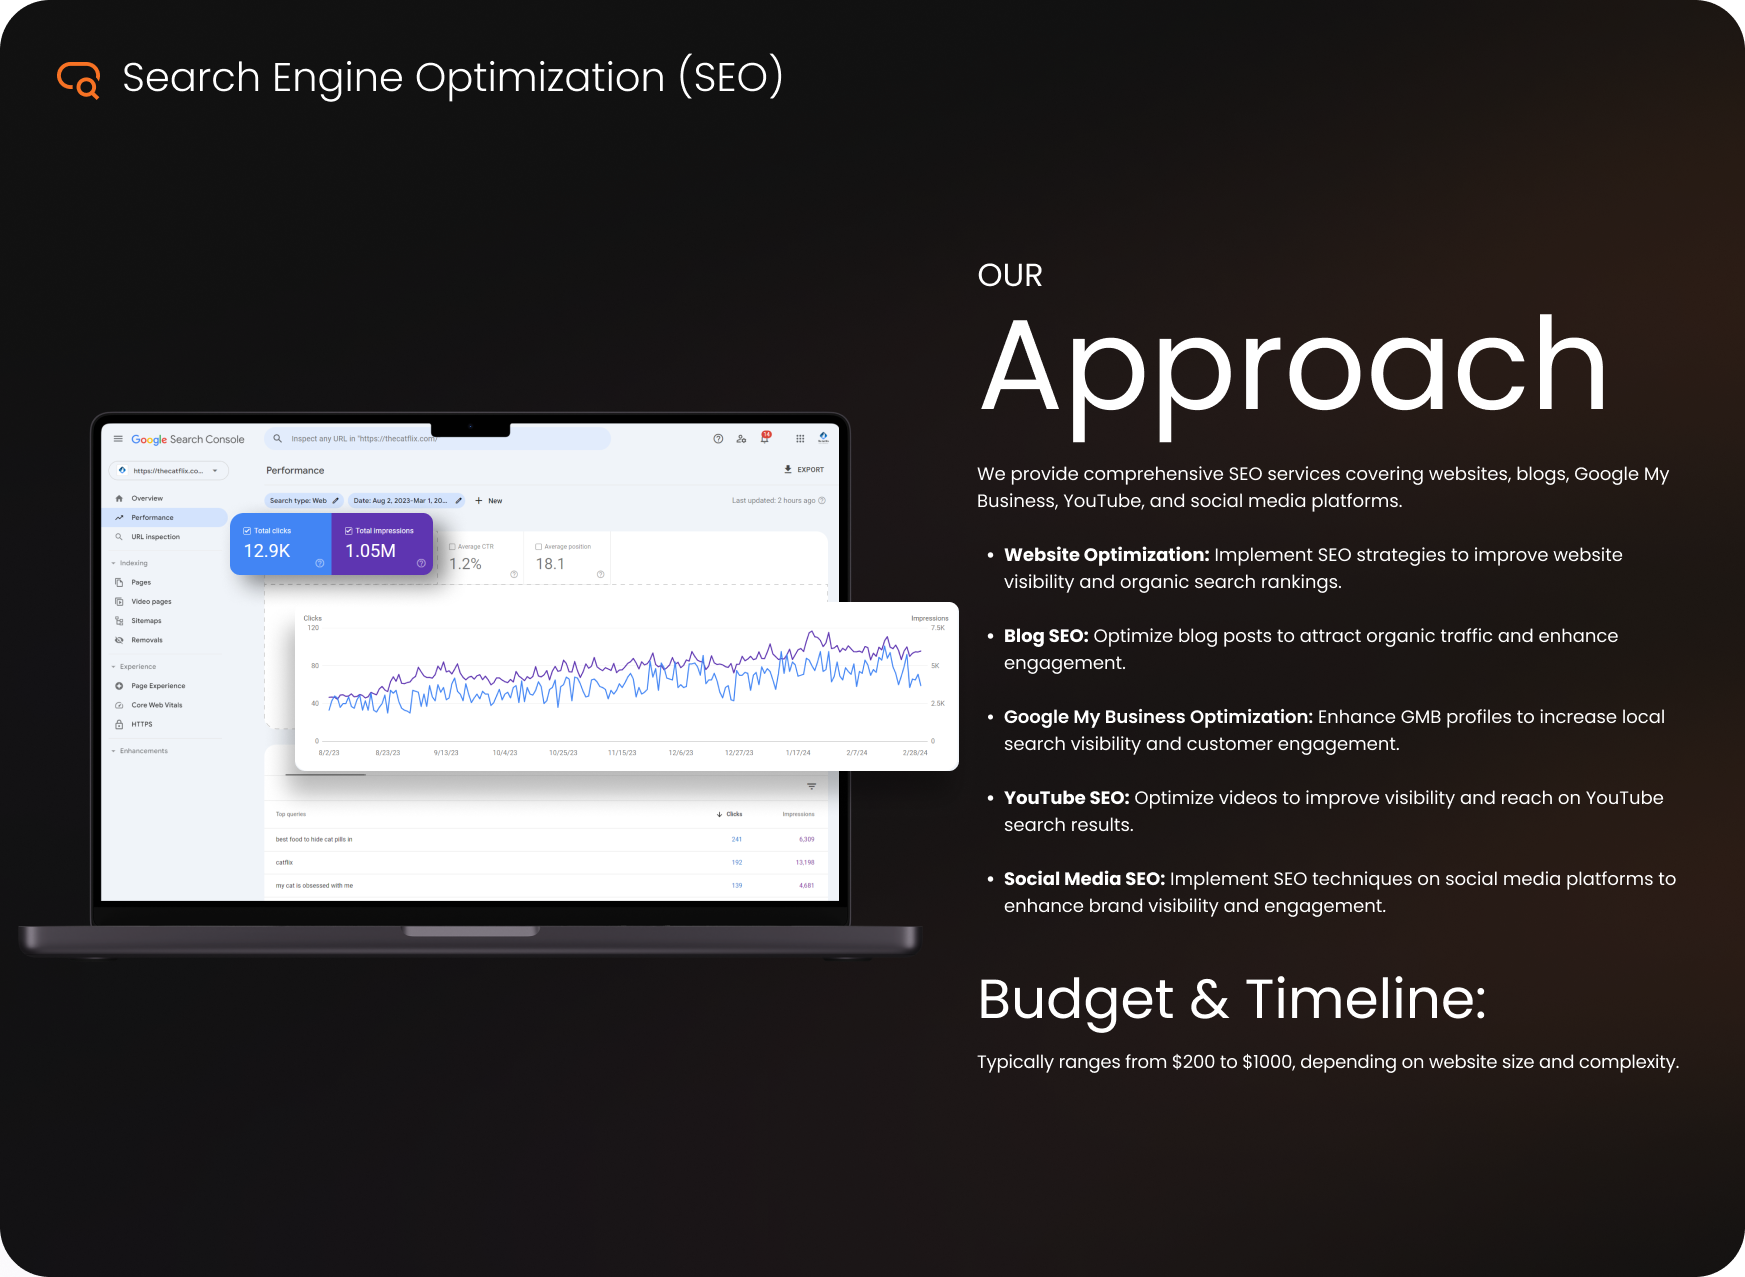 Search Engine Optimization (SEO)
Google Search Console
Inspect any URL in "https://thecatflix.com/
14
https://thecatflix.co...
Performance
EXPORT
Overview
Performance
URL inspection
Indexing
Pages
Video pages
Sitemaps
Removals
Experience
Page Experience
Core Web Vitals
HTTPS
Enhancements
Search type: Web
Date: Aug 2, 2023-Mar 1, 20...
New
Last updated: 2 hours ago
Total clicks
12.9K
Total impressions
1.05M
Average CTR
1.2%
Average position
18.1
Clicks
Impressions
120
7.5K
80
5K
40
2.5K
0
0
8/2/23 8/23/23 9/13/23 10/4/23 10/25/23 11/15/23 12/6/23 12/27/23 1/17/24 2/7/24 2/28/24
Top queries Clicks Impressions
best food to hide cat pills in 241 6,309
catflix 192 13,198
my cat is obsessed with me 139 4,681
OUR
Approach
We provide comprehensive SEO services covering websites, blogs, Google My
Business, YouTube, and social media platforms.
• Website Optimization: Implement SEO strategies to improve website
visibility and organic search rankings.
• Blog SEO: Optimize blog posts to attract organic traffic and enhance
engagement.
• Google My Business Optimization: Enhance GMB profiles to increase local
search visibility and customer engagement.
• YouTube SEO: Optimize videos to improve visibility and reach on YouTube
search results.
• Social Media SEO: Implement SEO techniques on social media platforms to
enhance brand visibility and engagement.
Budget & Timeline:
Typically ranges from $200 to $1000, depending on website size and complexity.